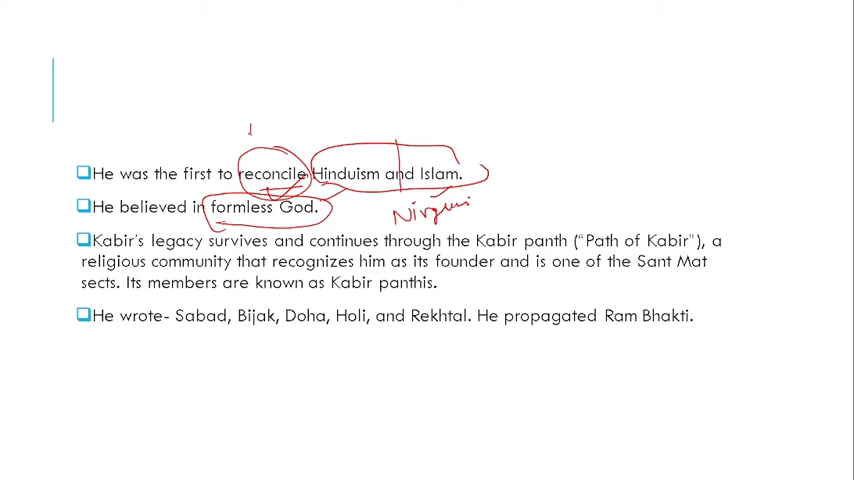 He was the first to reconcile Hinduism and Islam.
He believed in formless God.
Nirguni
Kabir's legacy survives and continues through the Kabir panth ("Path of Kabir"), a
religious community that recognizes him as its founder and is one of the Sant Mat
sects. Its members are known as Kabir panthis.
He wrote- Sabad, Bijak, Doha, Holi, and Rekhtal. He propagated Ram Bhakti.